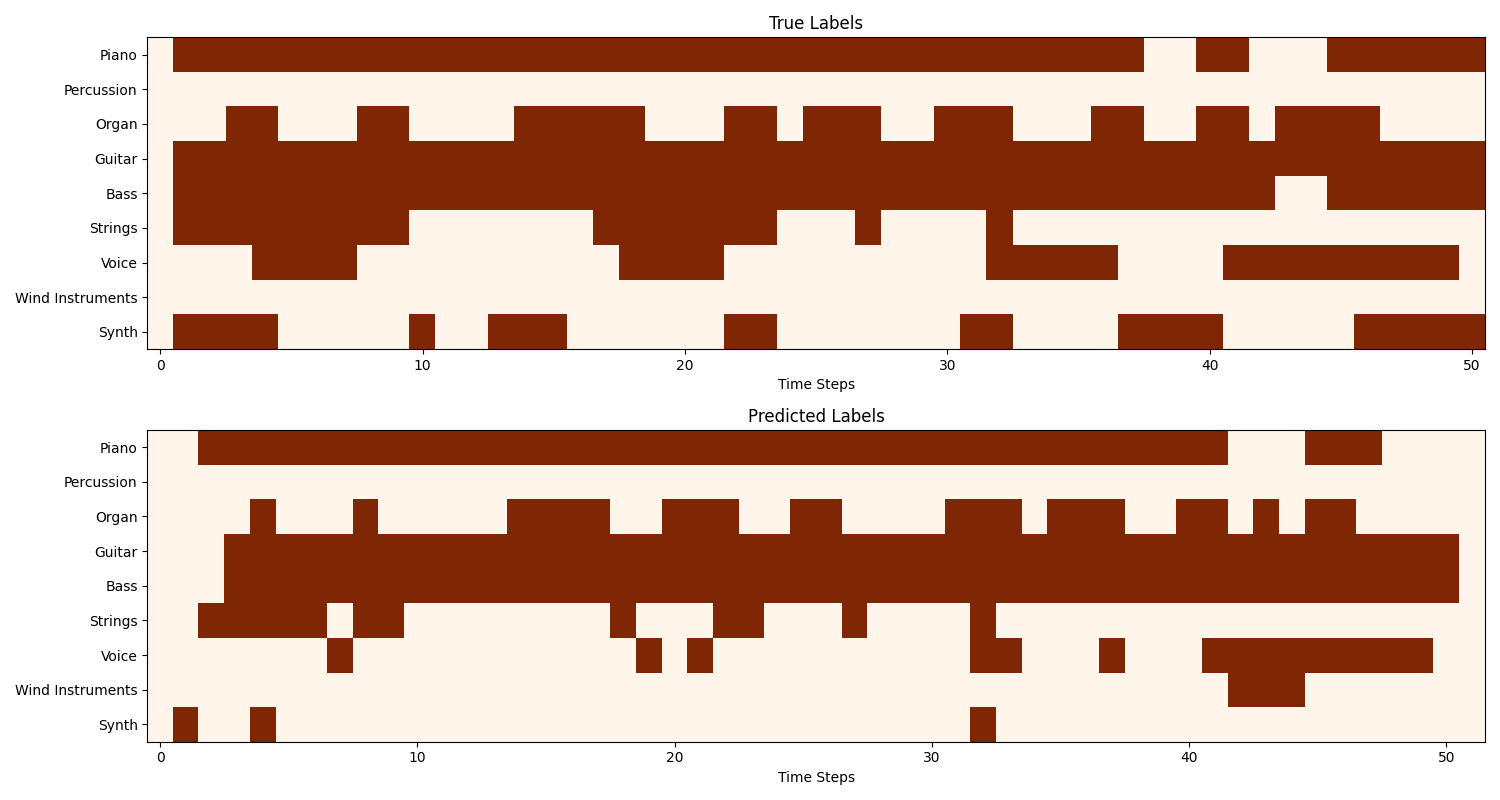 True Labels
Piano
Percussion
Organ
Guitar
Bass
Strings
Voice
Wind Instruments
Synth
0 10 20 30 40 50
Time Steps
Predicted Labels
Piano
Percussion
Organ
Guitar
Bass
Strings
Voice
Wind Instruments
Synth
0 10 20 30 40 50
Time Steps